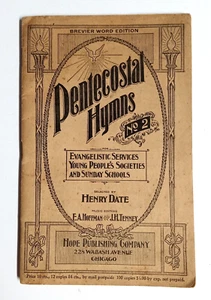 BREVIER WORD EDITION
Pentecostal
Hymns
No 2
EVANGELISTIC SERVICES
YOUNG PEOPLE'S SOCIETIES
AND SUNDAY SCHOOLS
SELECTED BY
HENRY DATE
MUSIC EDITORS
E.A. HOFFMAN AND J.H. TENNEY
HOPE PUBLISHING COMPANY
228 WABASH AVENUE
CHICAGO